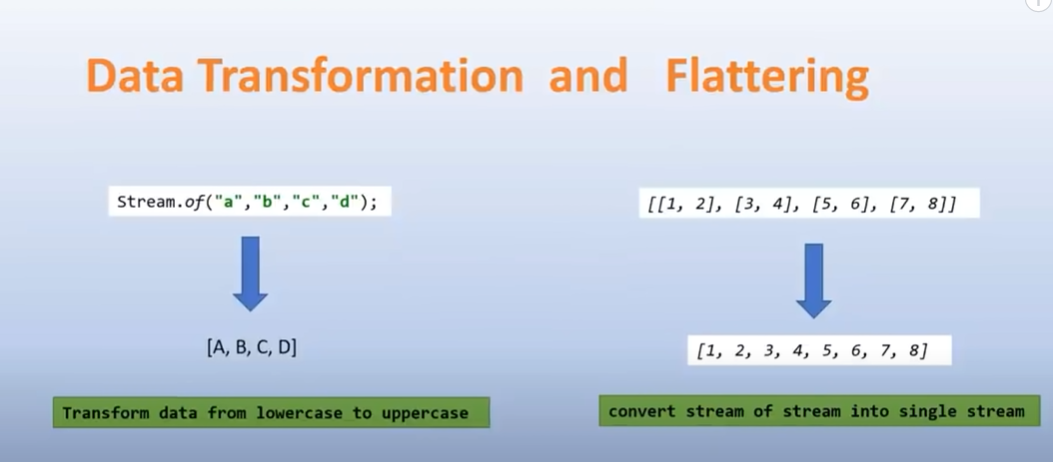 Data Transformation and Flattering
Stream.of("a","b","c","d");
[A, B, C, D]
Transform data from lowercase to uppercase
[[1, 2], [3, 4], [5, 6], [7, 8]]
[1, 2, 3, 4, 5, 6, 7, 8]
convert stream of stream into single stream